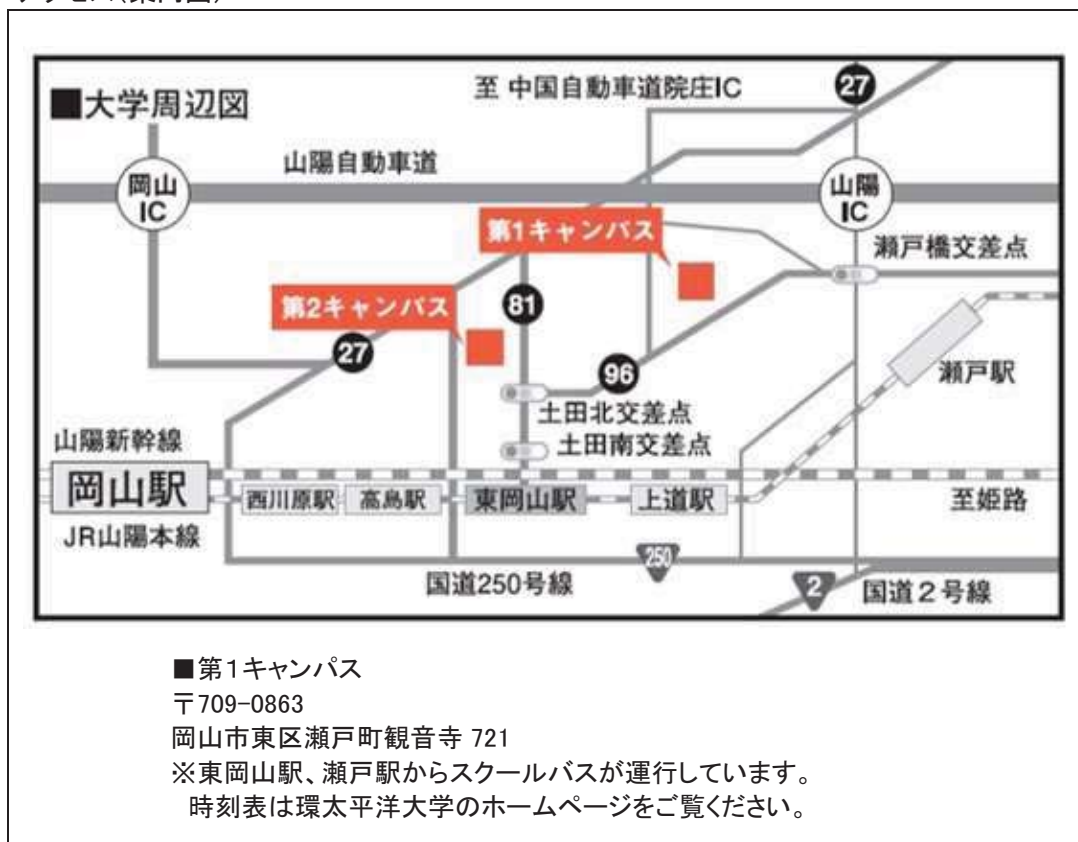 ■大学周辺図
至 中国自動車道院庄IC
27
山陽自動車道
岡山
IC
山陽
IC
第1キャンパス
瀬戸橋交差点
第2キャンパス
81
27
96
瀬戸駅
土田北交差点
土田南交差点
山陽新幹線
岡山駅
西川原駅
高島駅
東岡山駅
上道駅
至姫路
JR山陽本線
250
国道250号線
2
国道2号線
■第1キャンパス
〒709-0863
岡山市東区瀬戸町観音寺 721
※東岡山駅、瀬戸駅からスクールバスが運行しています。
時刻表は環太平洋大学のホームページをご覧ください。